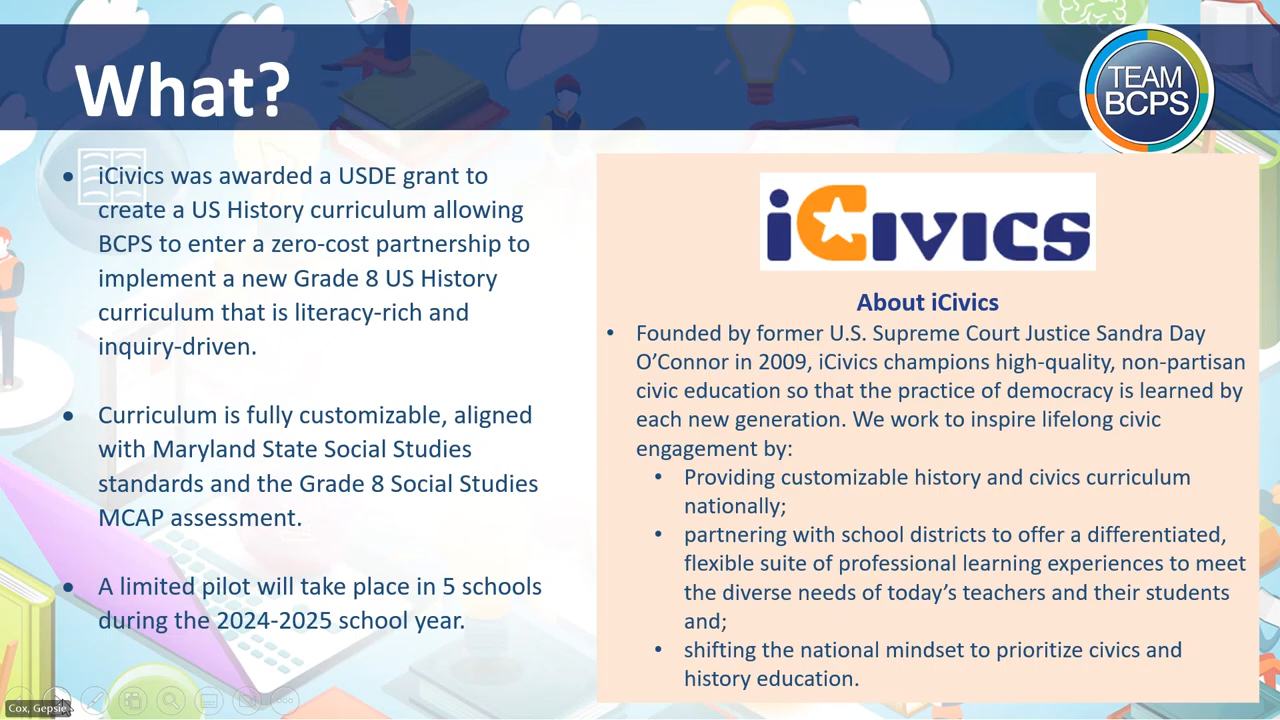 What?
TEAM
BCPS
• iCivics was awarded a USDE grant to
create a US History curriculum allowing
BCPS to enter a zero-cost partnership to
implement a new Grade 8 US History
curriculum that is literacy-rich and
inquiry-driven.
• Curriculum is fully customizable, aligned
with Maryland State Social Studies
standards and the Grade 8 Social Studies
MCAP assessment.
• A limited pilot will take place in 5 schools
during the 2024-2025 school year.
iCivics
About iCivics
• Founded by former U.S. Supreme Court Justice Sandra Day
O’Connor in 2009, iCivics champions high-quality, non-partisan
civic education so that the practice of democracy is learned by
each new generation. We work to inspire lifelong civic
engagement by:
• Providing customizable history and civics curriculum
nationally;
• partnering with school districts to offer a differentiated,
flexible suite of professional learning experiences to meet
the diverse needs of today’s teachers and their students
and;
• shifting the national mindset to prioritize civics and
history education.
Cox, Gepsie